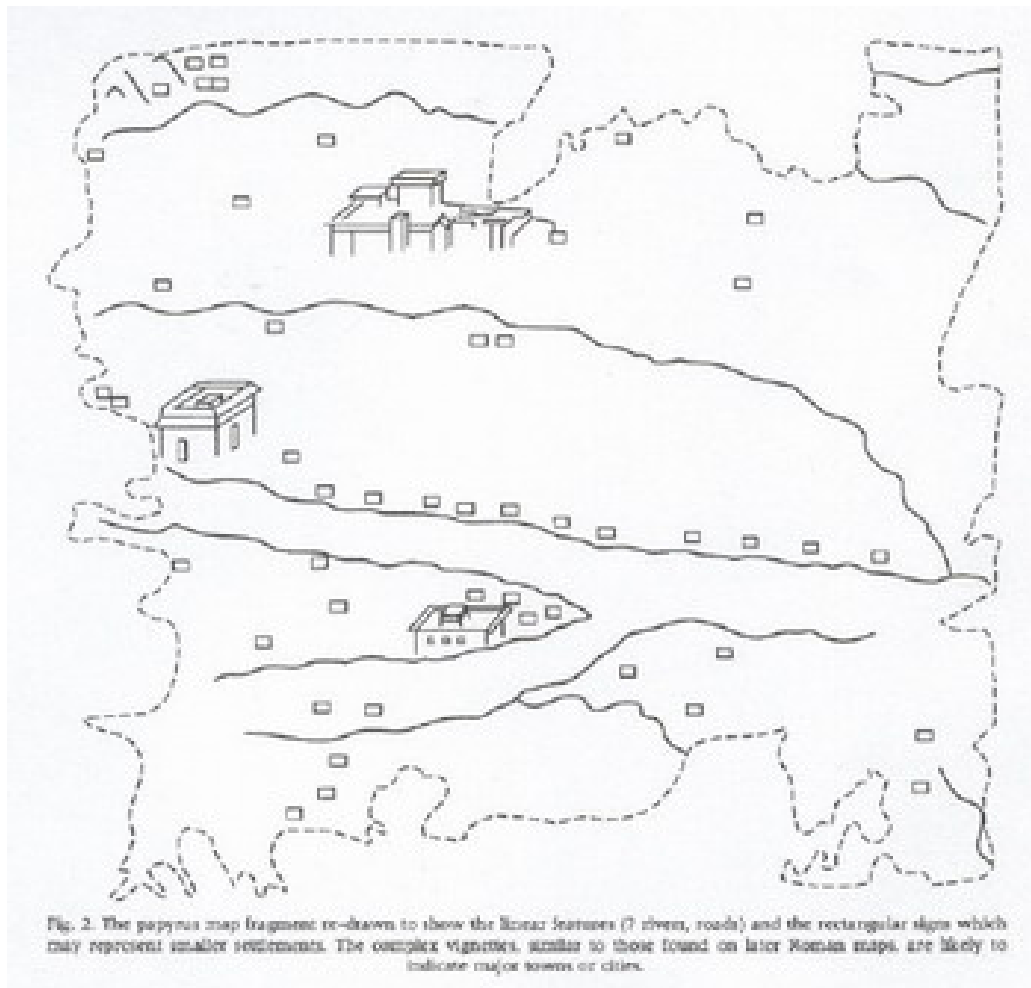 Fig. 2. The papyrus map fragment re-drawn to show the linear features (? rivers, roads) and the rectangular signs which
may represent smaller settlements. The complex vignettes, similar to those found on later Roman maps, are likely to
indicate major towns or cities.